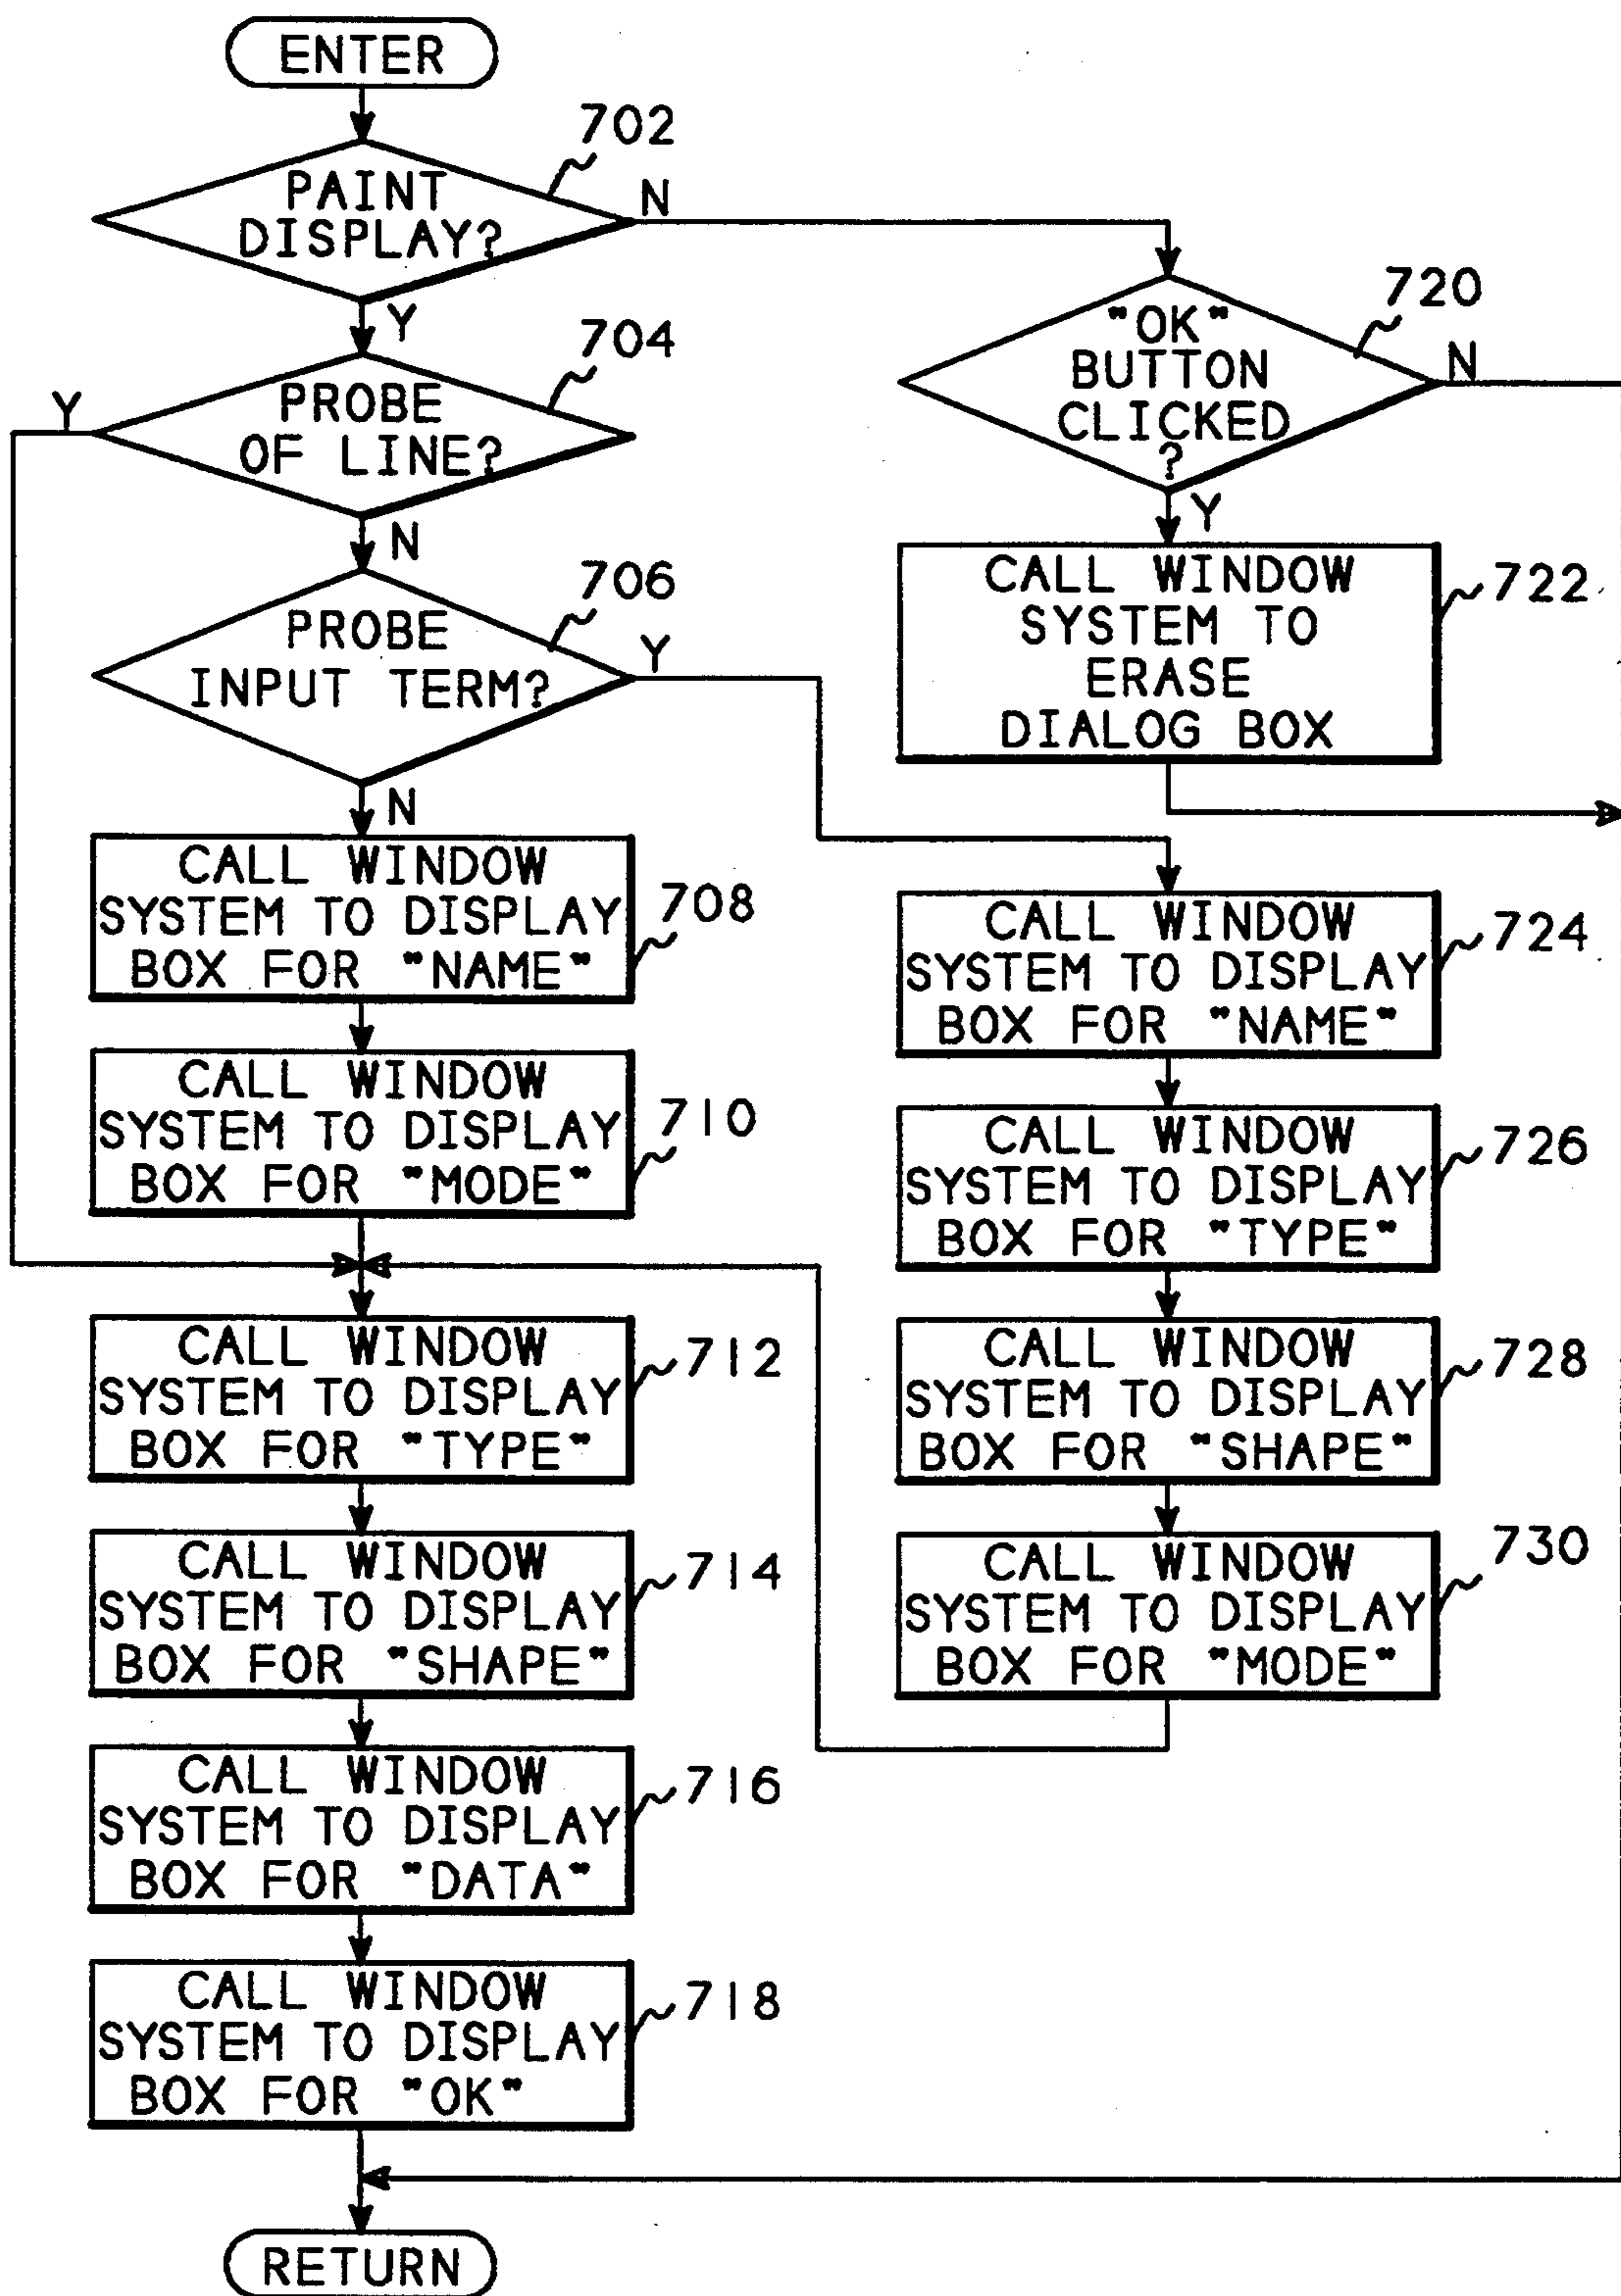 ENTER
702
PAINT
DISPLAY?
N
Y
704
PROBE
OF LINE?
Y
N
706
PROBE
INPUT TERM?
Y
N
CALL WINDOW
SYSTEM TO DISPLAY
BOX FOR "NAME"
708
CALL WINDOW
SYSTEM TO DISPLAY
BOX FOR "MODE"
710
CALL WINDOW
SYSTEM TO DISPLAY
BOX FOR "TYPE"
712
CALL WINDOW
SYSTEM TO DISPLAY
BOX FOR "SHAPE"
714
CALL WINDOW
SYSTEM TO DISPLAY
BOX FOR "DATA"
716
CALL WINDOW
SYSTEM TO DISPLAY
BOX FOR "OK"
718
RETURN
720
"OK"
BUTTON
CLICKED
?
N
Y
CALL WINDOW
SYSTEM TO
ERASE
DIALOG BOX
722
CALL WINDOW
SYSTEM TO DISPLAY
BOX FOR "NAME"
724
CALL WINDOW
SYSTEM TO DISPLAY
BOX FOR "TYPE"
726
CALL WINDOW
SYSTEM TO DISPLAY
BOX FOR "SHAPE"
728
CALL WINDOW
SYSTEM TO DISPLAY
BOX FOR "MODE"
730